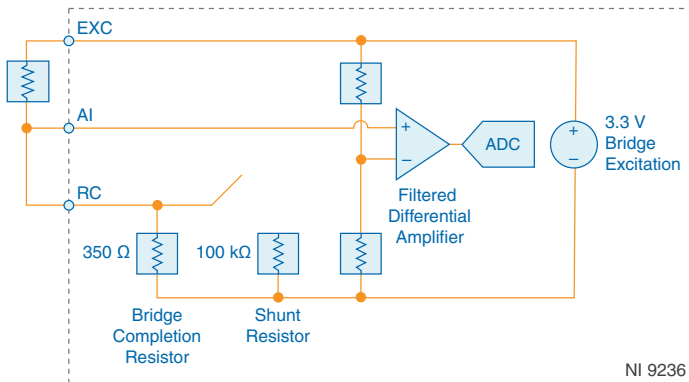 EXC
AI
RC
+
–
ADC
+
–
3.3 V
Bridge
Excitation
Filtered
Differential
Amplifier
350 Ω
100 kΩ
Bridge
Completion
Resistor
Shunt
Resistor
NI 9236